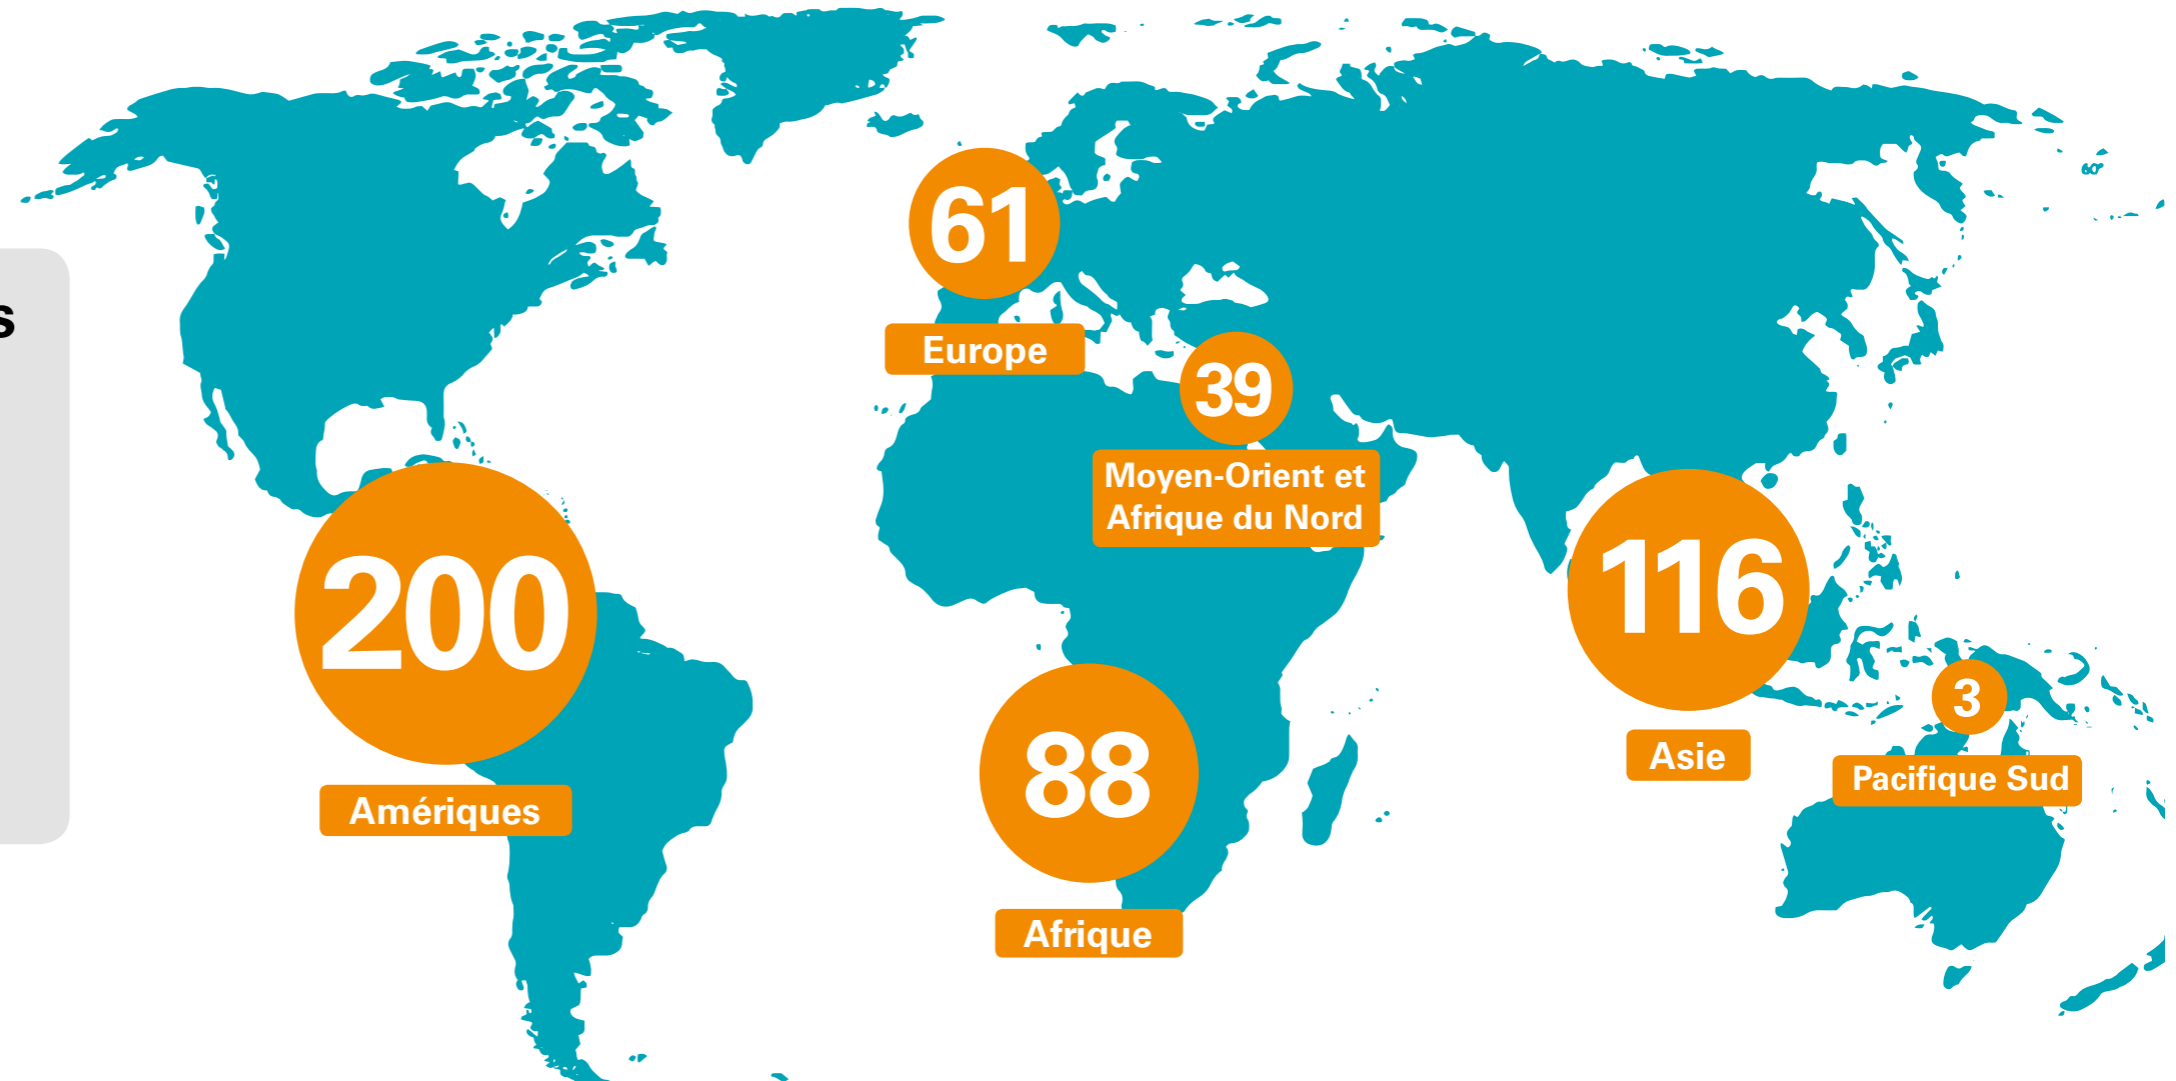 s
61
Europe
39
Moyen-Orient et
Afrique du Nord
200
Amériques
116
Asie
3
Pacifique Sud
88
Afrique